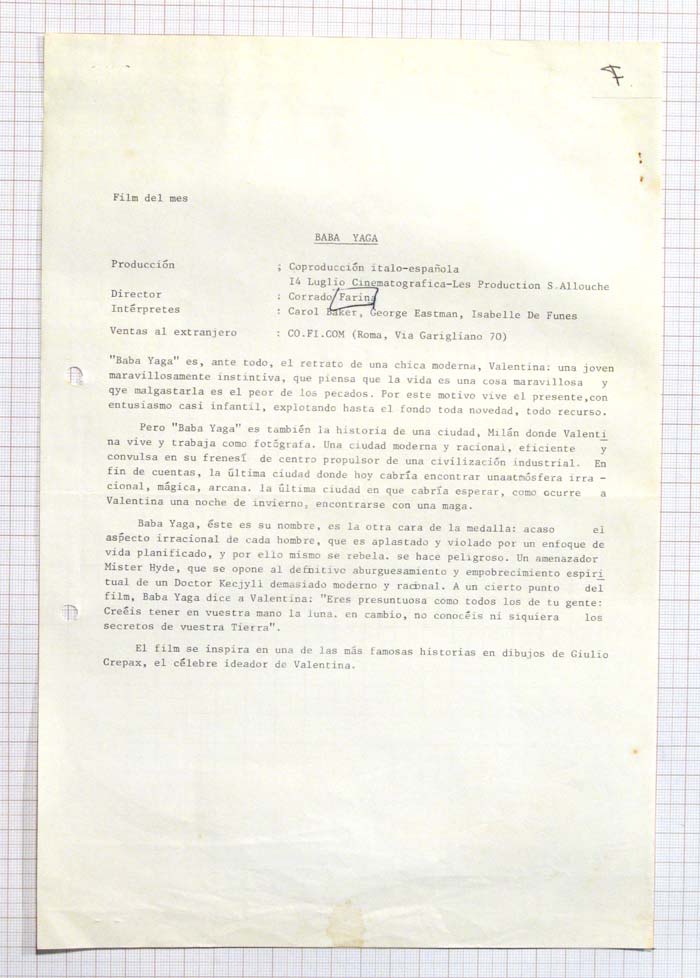 Film del mes
BABA YAGA
Producción ; Coproducción ítalo-española
I4 Luglio Cinematografica-Les Production S.Allouche
Director : Corrado Farina
Intérpretes : Carol Baker, George Eastman, Isabelle De Funes
Ventas al extranjero : CO.FI.COM (Roma, Via Garigliano 70)
"Baba Yaga" es, ante todo, el retrato de una chica moderna, Valentina: una joven
maravillosamente instintiva, que piensa que la vida es una cosa maravillosa y
qye malgastarla es el peor de los pecados. Por este motivo vive el presente,con
entusiasmo casi infantil, explotando hasta el fondo toda novedad, todo recurso.
Pero "Baba Yaga" es también la historia de una ciudad, Milán donde Valenti
na vive y trabaja como fotógrafa. Una ciudad moderna y racional, eficiente y
convulsa en su frenesí de centro propulsor de una civilización industrial. En
fin de cuentas, la última ciudad donde hoy cabría encontrar unaatmósfera irra -
cional, mágica, arcana. la última ciudad en que cabría esperar, como ocurre a
Valentina una noche de invierno, encontrarse con una maga.
Baba Yaga, éste es su nombre, es la otra cara de la medalla: acaso el
aspecto irracional de cada hombre, que es aplastado y violado por un enfoque de
vida planificado, y por ello mismo se rebela. se hace peligroso. Un amenazador
Mister Hyde, que se opone al definitivo aburguesamiento y empobrecimiento espiri
tual de un Doctor Kecjyll demasiado moderno y racional. A un cierto punto del
film, Baba Yaga dice a Valentina: "Eres presuntuosa como todos los de tu gente:
Creéis tener en vuestra mano la luna. en cambio, no conocéis ni siquiera los
secretos de vuestra Tierra".
El film se inspira en una de las más famosas historias en dibujos de Giulio
Crepax, el célebre ideador de Valentina.